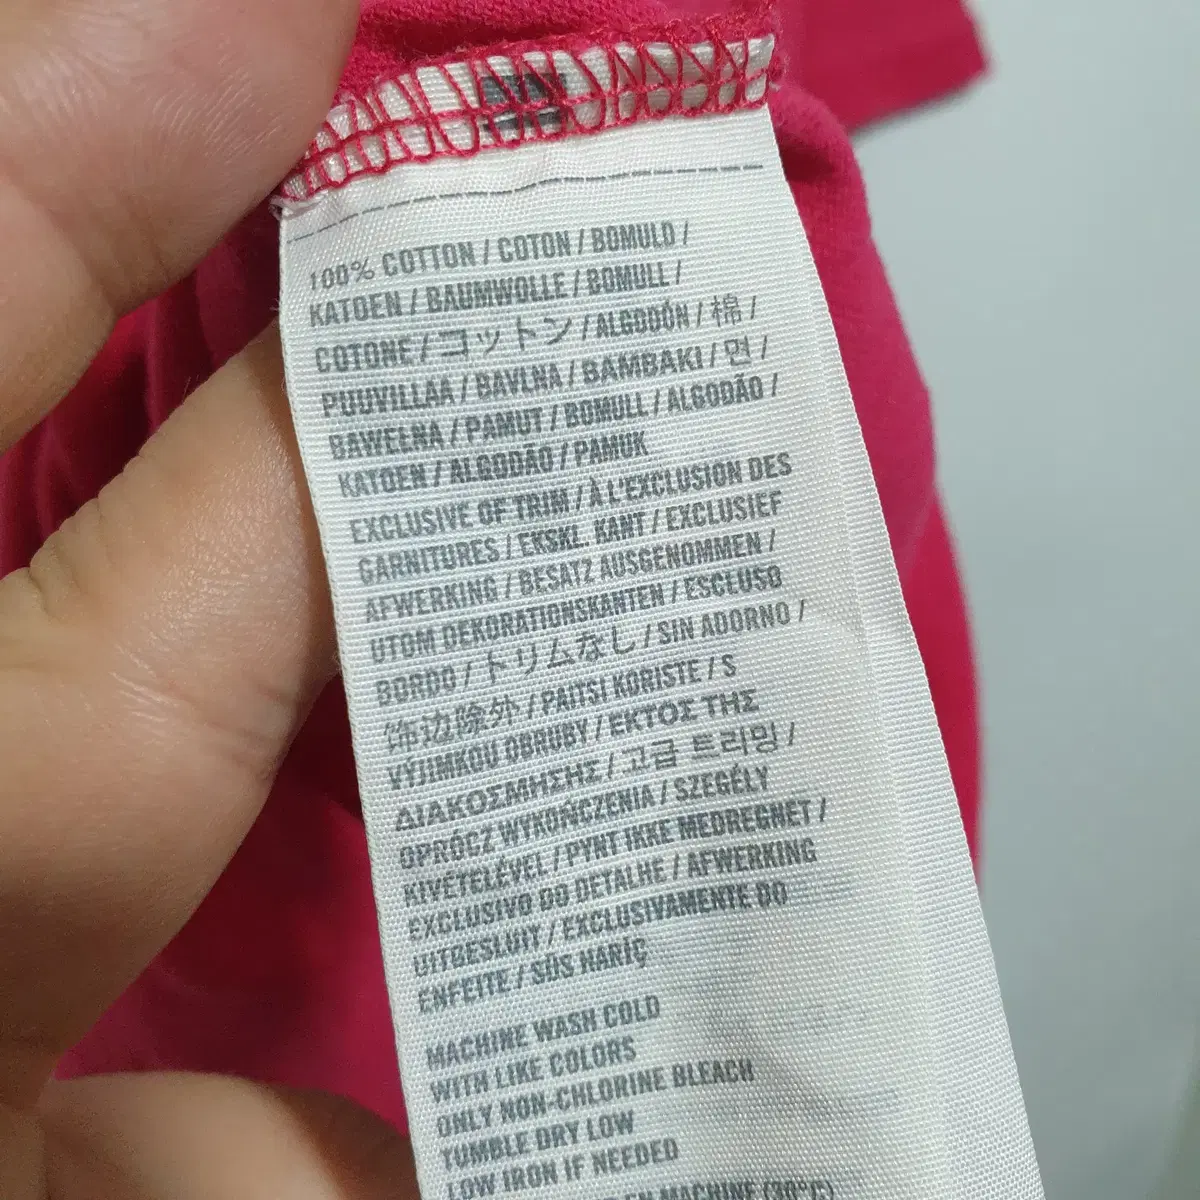 100% COTTON / COTON / BOMULD /
KATOEN / BAUMWOLLE / BOMULL /
COTONE / コットン / ALGODÓN / 棉 /
PUUVILLAA / BAVLNA / BAMBAKI / 면 /
BAWEŁNA / PAMUT / BOMULL / ALGODÃO /
KATOEN / ALGODÃO / PAMUK
EXCLUSIVE OF TRIM / À L'EXCLUSION DES
GARNITURES / EKSKL. KANT / EXCLUSIEF
AFWERKING / BESATZ AUSGENOMMEN /
UTOM DEKORATIONSKANTEN / ESCLUSO
BORDO / トリムなし / SIN ADORNO /
饰边除外 / PAITSI KORISTE / S
VÝJIMKOU OBRUBY / ΕΚΤΟΣ ΤΗΣ
ΔΙΑΚΟΣΜΗΣΗΣ / 고급 트리밍 /
OPRÓCZ WYKOŃCZENIA / SZEGÉLY
KIVÉTELÉVEL / PYNT IKKE MEDREGNET /
EXCLUSIVO DO DETALHE / AFWERKING
UITBESLUIT / EXCLUSIVAMENTE DO
ENFEITE / SÜS HARİÇ
MACHINE WASH COLD
WITH LIKE COLORS
ONLY NON-CHLORINE BLEACH
TUMBLE DRY LOW
LOW IRON IF NEEDED
EN MACHINE (30°C)